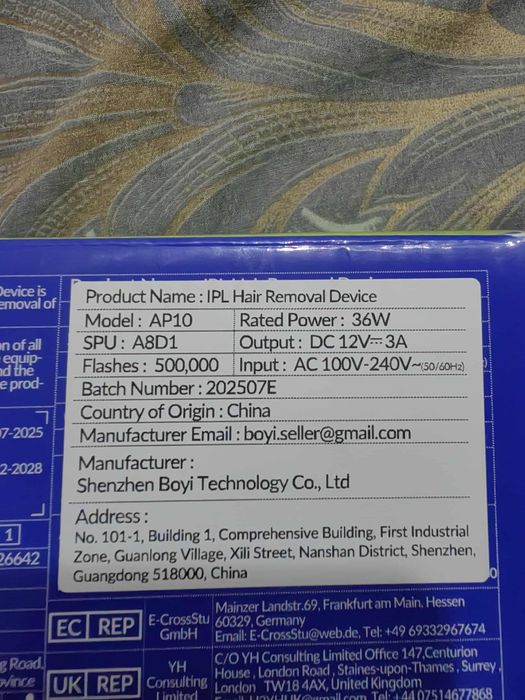 Device is
emoval of
n of all
equip-
nd the
e prod-
07-2025
2-2028
1
26642
g Road,
ovince
Product Name : IPL Hair Removal Device
Model : AP10
Rated Power : 36W
SPU : A8D1
Output : DC 12V⎓3A
Flashes : 500,000
Input : AC 100V-240V~(50/60Hz)
Batch Number : 202507E
Country of Origin : China
Manufacturer Email : boyi.seller@gmail.com
Manufacturer :
Shenzhen Boyi Technology Co., Ltd
Address :
No. 101-1, Building 1, Comprehensive Building, First Industrial
Zone, Guanlong Village, Xili Street, Nanshan District, Shenzhen,
Guangdong 518000, China
EC REP
E-CrossStu
GmbH
Mainzer Landstr.69, Frankfurt am Main, Hessen
60329, Germany
Email: E-CrossStu@web.de, Tel: +49 69332967674
UK REP
YH
Consulting
Limited
C/O YH Consulting Limited Office 147,Centurion
House , London Road , Staines-upon-Thames , Surrey ,
London TW18 4AX, United Kingdom